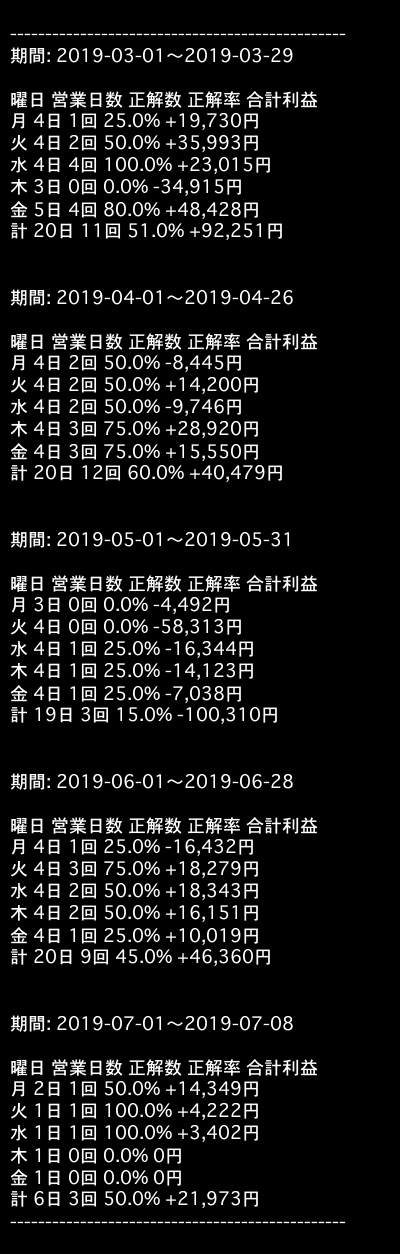 ------------------------------------------------
期間: 2019-03-01〜2019-03-29
曜日 営業日数 正解数 正解率 合計利益
月 4日 1回 25.0% +19,730円
火 4日 2回 50.0% +35,993円
水 4日 4回 100.0% +23,015円
木 3日 0回 0.0% -34,915円
金 5日 4回 80.0% +48,428円
計 20日 11回 51.0% +92,251円
期間: 2019-04-01〜2019-04-26
曜日 営業日数 正解数 正解率 合計利益
月 4日 2回 50.0% -8,445円
火 4日 2回 50.0% +14,200円
水 4日 2回 50.0% -9,746円
木 4日 3回 75.0% +28,920円
金 4日 3回 75.0% +15,550円
計 20日 12回 60.0% +40,479円
期間: 2019-05-01〜2019-05-31
曜日 営業日数 正解数 正解率 合計利益
月 3日 0回 0.0% -4,492円
火 4日 0回 0.0% -58,313円
水 4日 1回 25.0% -16,344円
木 4日 1回 25.0% -14,123円
金 4日 1回 25.0% -7,038円
計 19日 3回 15.0% -100,310円
期間: 2019-06-01〜2019-06-28
曜日 営業日数 正解数 正解率 合計利益
月 4日 1回 25.0% -16,432円
火 4日 3回 75.0% +18,279円
水 4日 2回 50.0% +18,343円
木 4日 2回 50.0% +16,151円
金 4日 1回 25.0% +10,019円
計 20日 9回 45.0% +46,360円
期間: 2019-07-01〜2019-07-08
曜日 営業日数 正解数 正解率 合計利益
月 2日 1回 50.0% +14,349円
火 1日 1回 100.0% +4,222円
水 1日 1回 100.0% +3,402円
木 1日 0回 0.0% 0円
金 1日 0回 0.0% 0円
計 6日 3回 50.0% +21,973円
------------------------------------------------